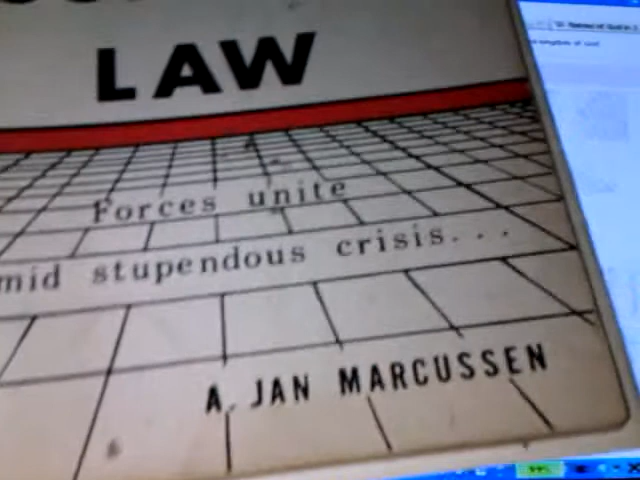 LAW
Forces unite
mid stupendous crisis...
A. JAN MARCUSSEN